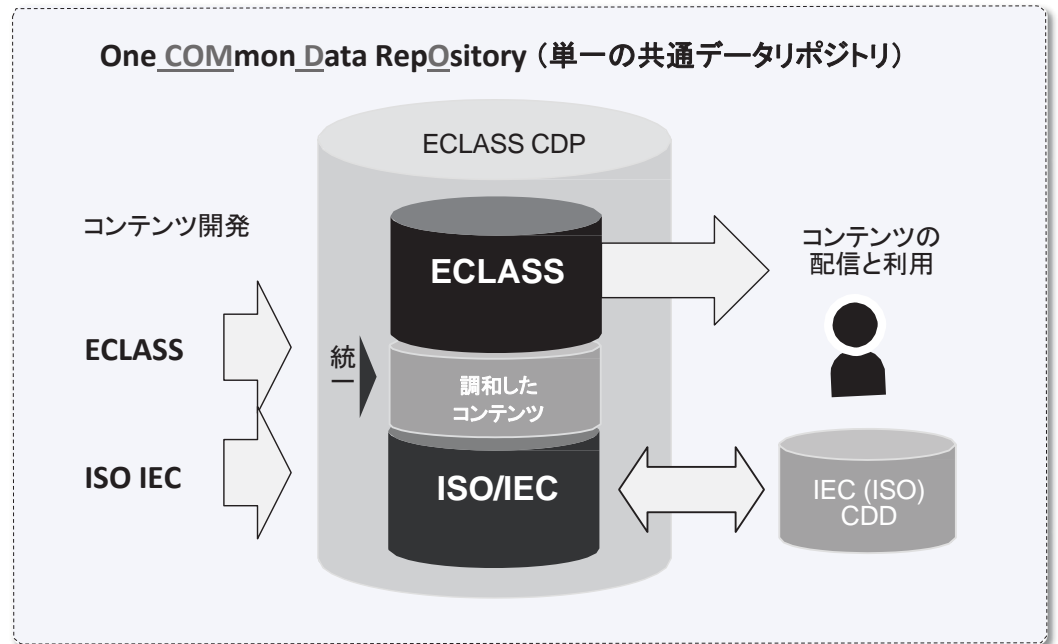 One COMmon Data RepOsitory（単一の共通データリポジトリ）
ECLASS CDP
コンテンツ開発
ECLASS
ISO IEC
統
一
ECLASS
調和した
コンテンツ
ISO/IEC
コンテンツの
配信と利用
IEC (ISO)
CDD